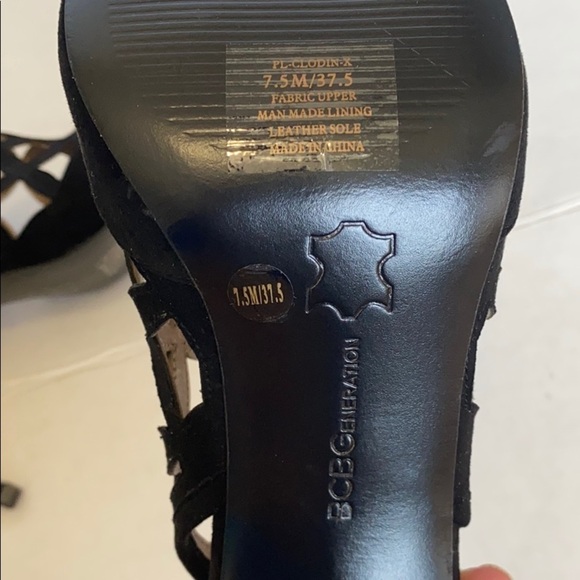 PL-CLODIN-X
7.5M/37.5
FABRIC UPPER
MAN MADE LINING
LEATHER SOLE
MADE IN CHINA
7.5M/37.5
BCBGENERATION